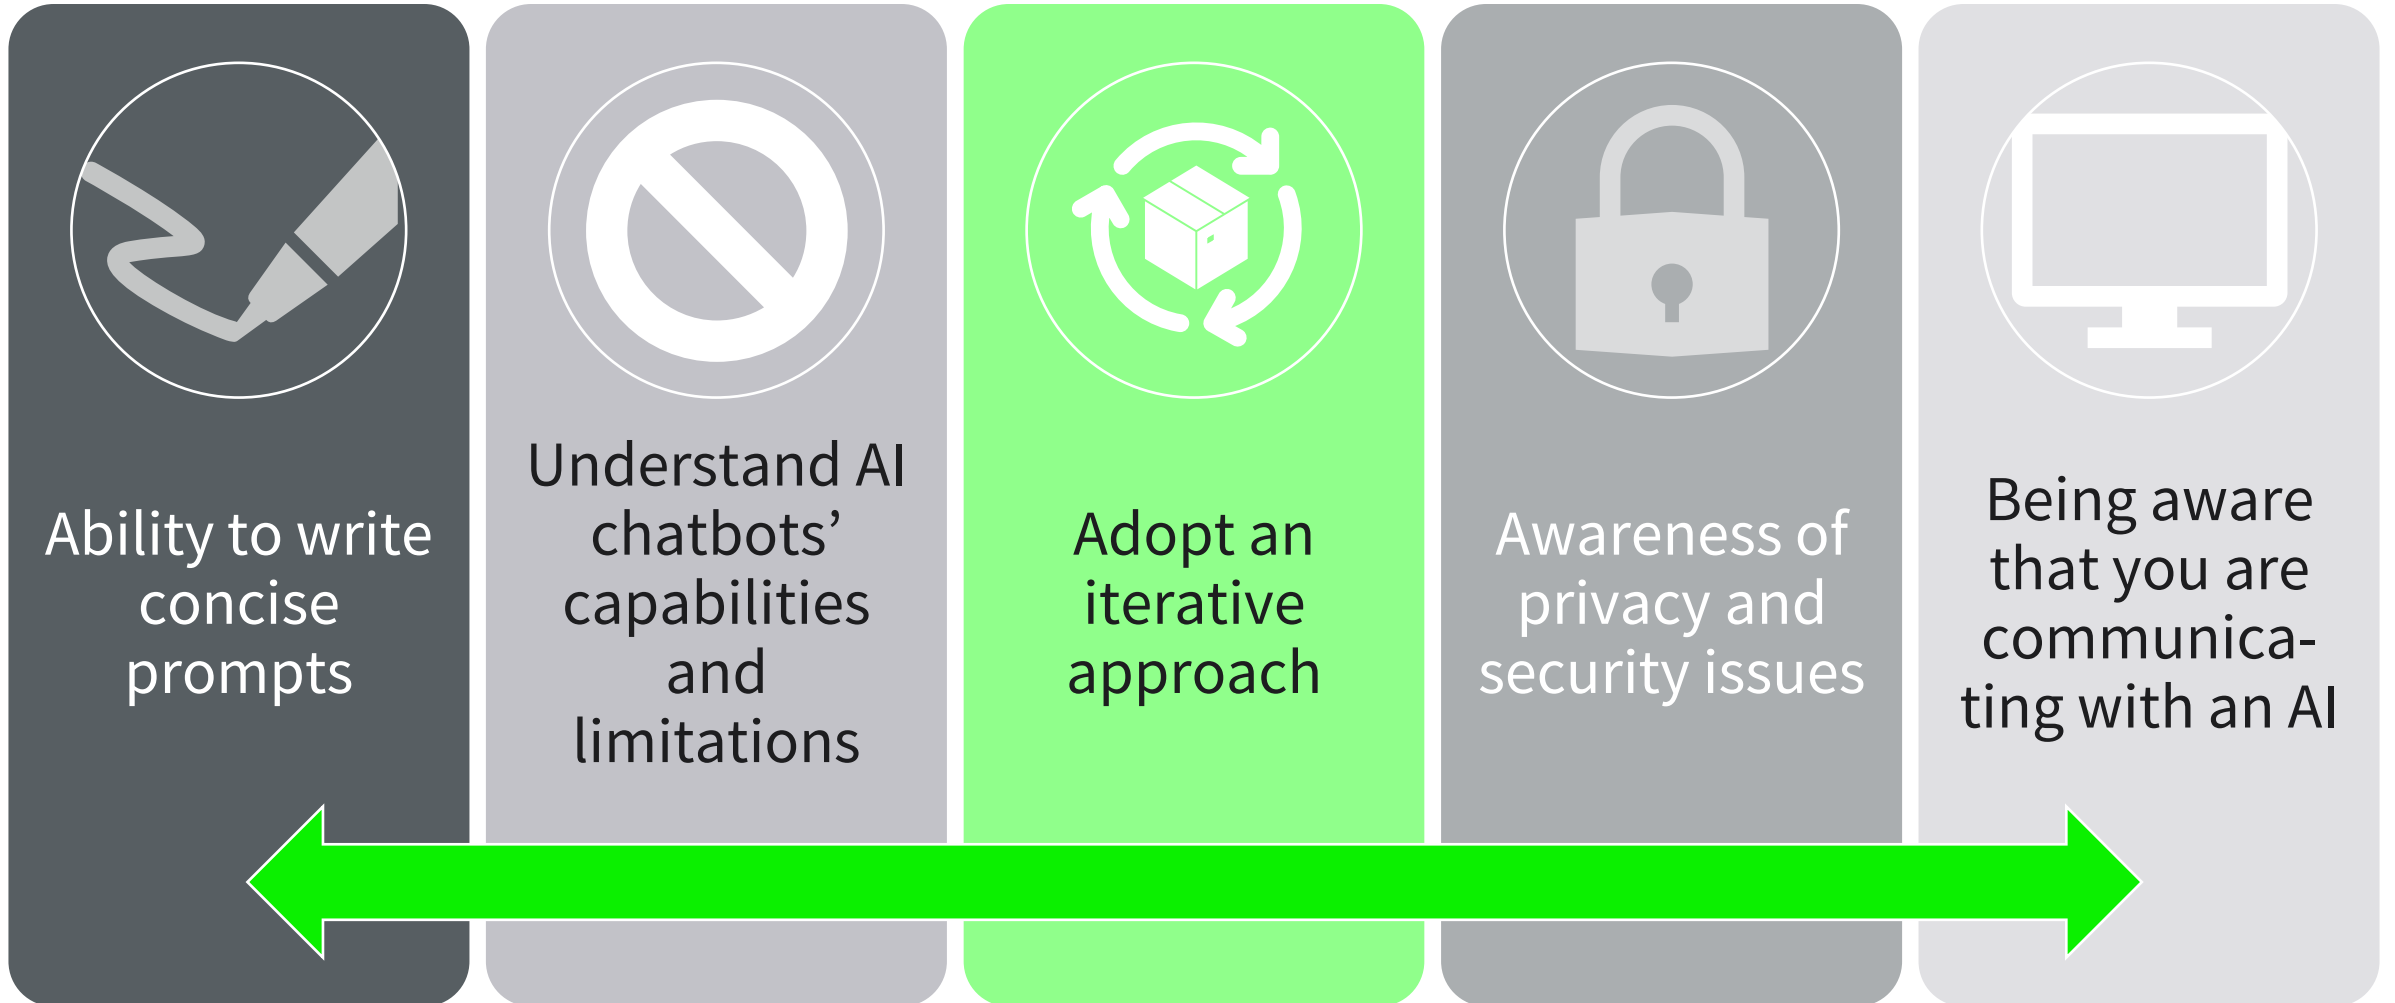 Ability to write
concise
prompts
Understand AI
chatbots’
capabilities
and
limitations
Adopt an
iterative
approach
Awareness of
privacy and
security issues
Being aware
that you are
communica-
ting with an AI